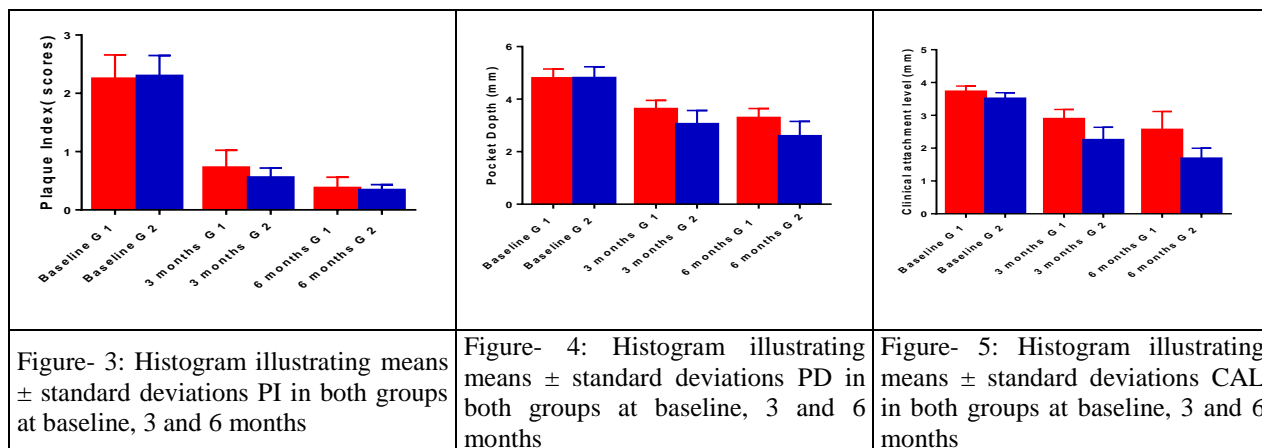 3
2
1
0
Plaque Index( scores)
Baseline G 1
Baseline G 2
3 months G 1
3 months G 2
6 months G 1
6 months G 2
6
4
2
0
Pocket Depth (mm)
Baseline G 1
Baseline G 2
3 months G 1
3 months G 2
6 months G 1
6 months G 2
5
4
3
2
1
0
Clinical attachment level (mm)
Baseline G 1
Baseline G 2
3 months G 1
3 months G 2
6 months G 1
6 months G 2
Figure- 3: Histogram illustrating means
± standard deviations PI in both groups
at baseline, 3 and 6 months
Figure- 4: Histogram illustrating
means ± standard deviations PD in
both groups at baseline, 3 and 6
months
Figure- 5: Histogram illustrating
means ± standard deviations CAL
in both groups at baseline, 3 and 6
months